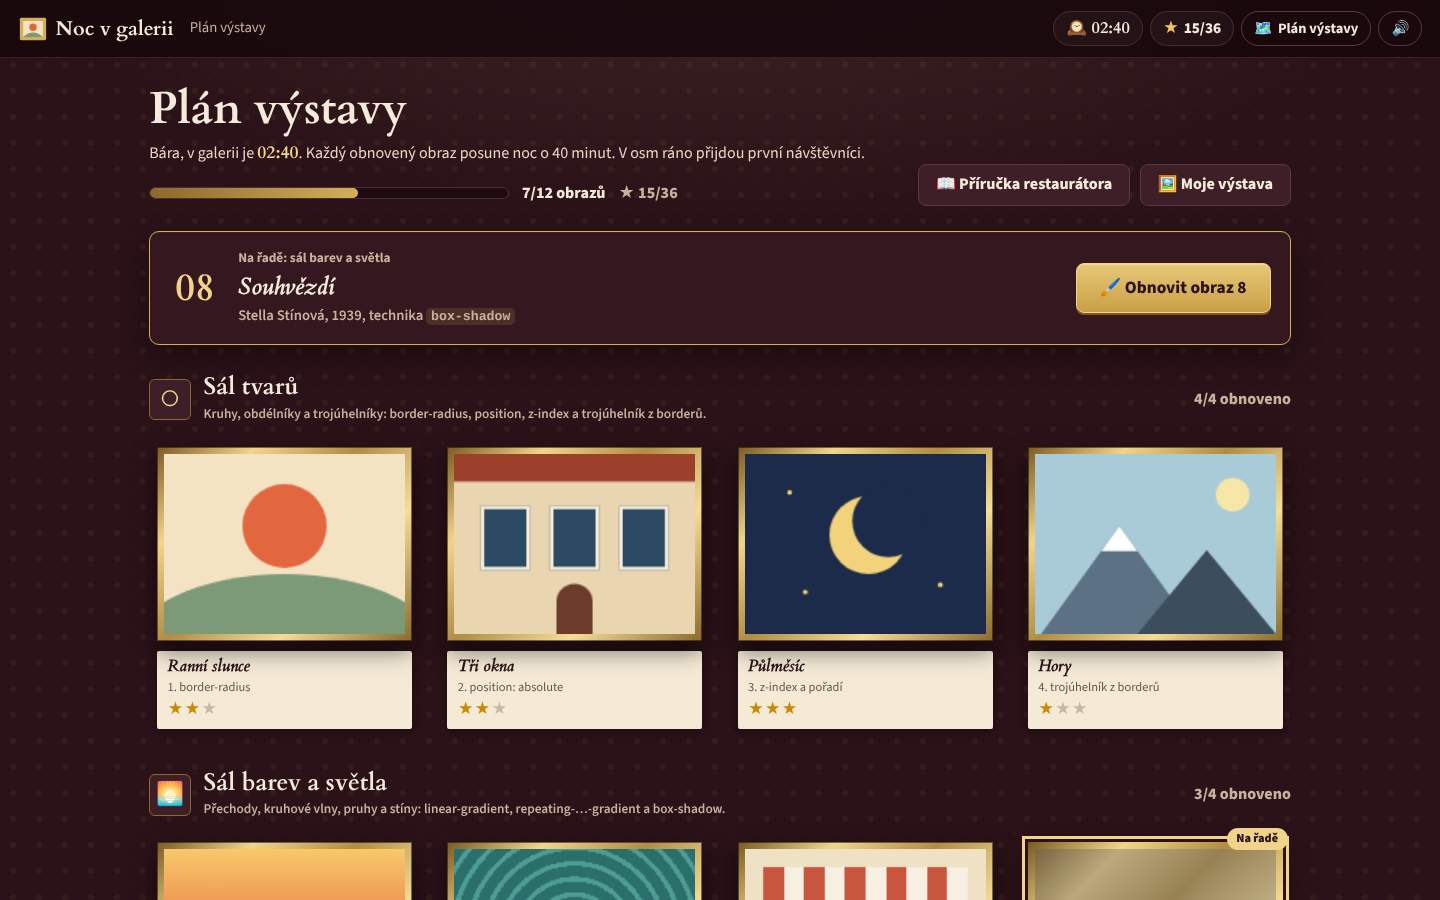 Noc v galerii
Plán výstavy
02:40
★ 15/36
Plán výstavy
Plán výstavy
Bára, v galerii je 02:40. Každý obnovený obraz posune noc o 40 minut. V osm ráno přijdou první návštěvníci.
7/12 obrazů ★ 15/36
Příručka restaurátora
Moje výstava
08
Na řadě: sál barev a světla
Souhvězdí
Stella Stínová, 1939, technika box-shadow
Obnovit obraz 8
Sál tvarů
Kruhy, obdélníky a trojúhelníky: border-radius, position, z-index a trojúhelník z borderů.
4/4 obnoveno
Ranní slunce
1. border-radius
★★★
Tři okna
2. position: absolute
★★★
Půlměsíc
3. z-index a pořadí
★★★
Hory
4. trojúhelník z borderů
★★★
Sál barev a světla
Přechody, kruhové vlny, pruhy a stíny: linear-gradient, repeating-…-gradient a box-shadow.
3/4 obnoveno
Na řadě